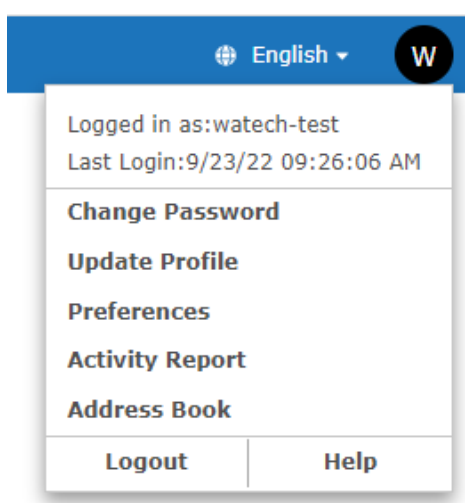 English
W
Logged in as:watech-test
Last Login:9/23/22 09:26:06 AM
Change Password
Update Profile
Preferences
Activity Report
Address Book
Logout Help